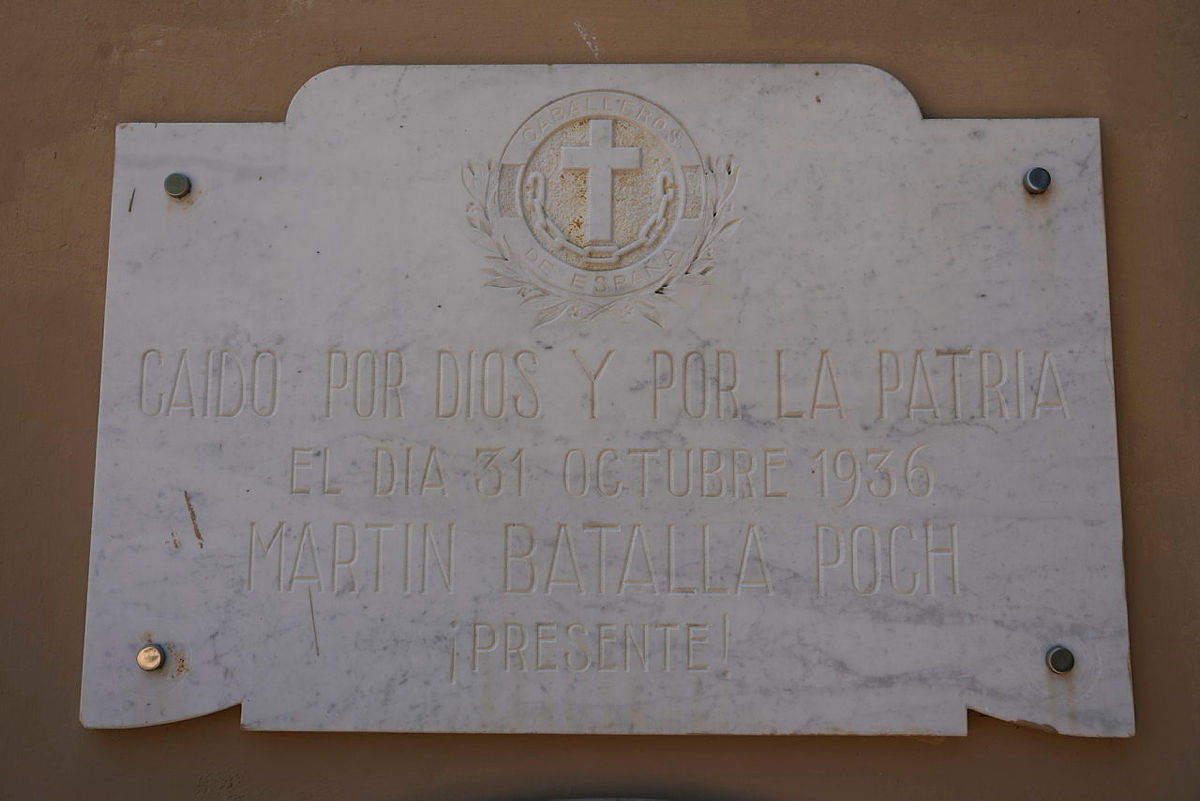 CABALLEROS
DE ESPAÑA
CAIDO POR DIOS Y POR LA PATRIA
EL DIA 31 OCTUBRE 1936
MARTIN BATALLA POCH
¡PRESENTE!